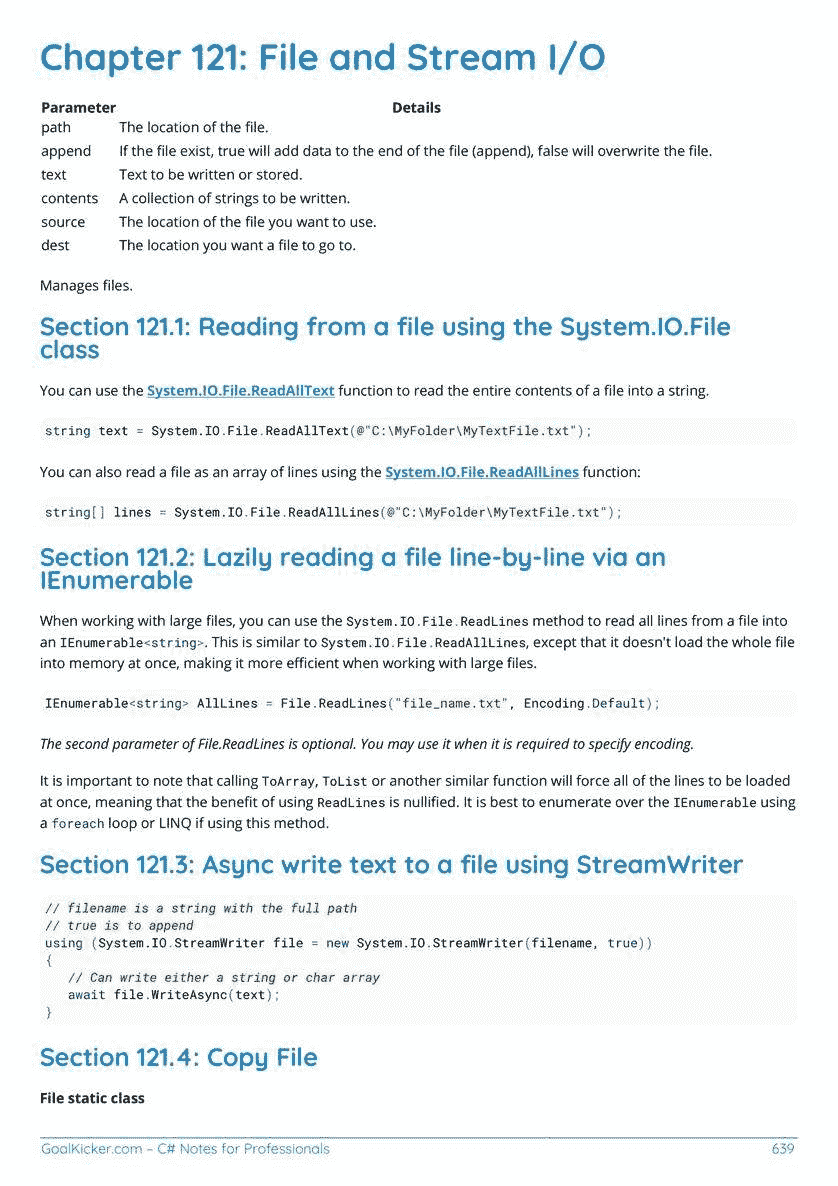 Chapter 121: File and Stream I/O
Parameter Details
path The location of the file.
append If the file exist, true will add data to the end of the file (append), false will overwrite the file.
text Text to be written or stored.
contents A collection of strings to be written.
source The location of the file you want to use.
dest The location you want a file to go to.
Manages files.
Section 121.1: Reading from a file using the System.IO.File
class
You can use the System.IO.File.ReadAllText function to read the entire contents of a file into a string.
string text = System.IO.File.ReadAllText(@"C:\MyFolder\MyTextFile.txt");
You can also read a file as an array of lines using the System.IO.File.ReadAllLines function:
string[] lines = System.IO.File.ReadAllLines(@"C:\MyFolder\MyTextFile.txt");
Section 121.2: Lazily reading a file line-by-line via an
IEnumerable
When working with large files, you can use the System.IO.File.ReadLines method to read all lines from a file into
an IEnumerable<string>. This is similar to System.IO.File.ReadAllLines, except that it doesn't load the whole file
into memory at once, making it more efficient when working with large files.
IEnumerable<string> AllLines = File.ReadLines("file_name.txt", Encoding.Default);
The second parameter of File.ReadLines is optional. You may use it when it is required to specify encoding.
It is important to note that calling ToArray, ToList or another similar function will force all of the lines to be loaded
at once, meaning that the benefit of using ReadLines is nullified. It is best to enumerate over the IEnumerable using
a foreach loop or LINQ if using this method.
Section 121.3: Async write text to a file using StreamWriter
// filename is a string with the full path
// true is to append
using (System.IO.StreamWriter file = new System.IO.StreamWriter(filename, true))
{
// Can write either a string or char array
await file.WriteAsync(text);
}
Section 121.4: Copy File
File static class
GoalKicker.com – C# Notes for Professionals 639